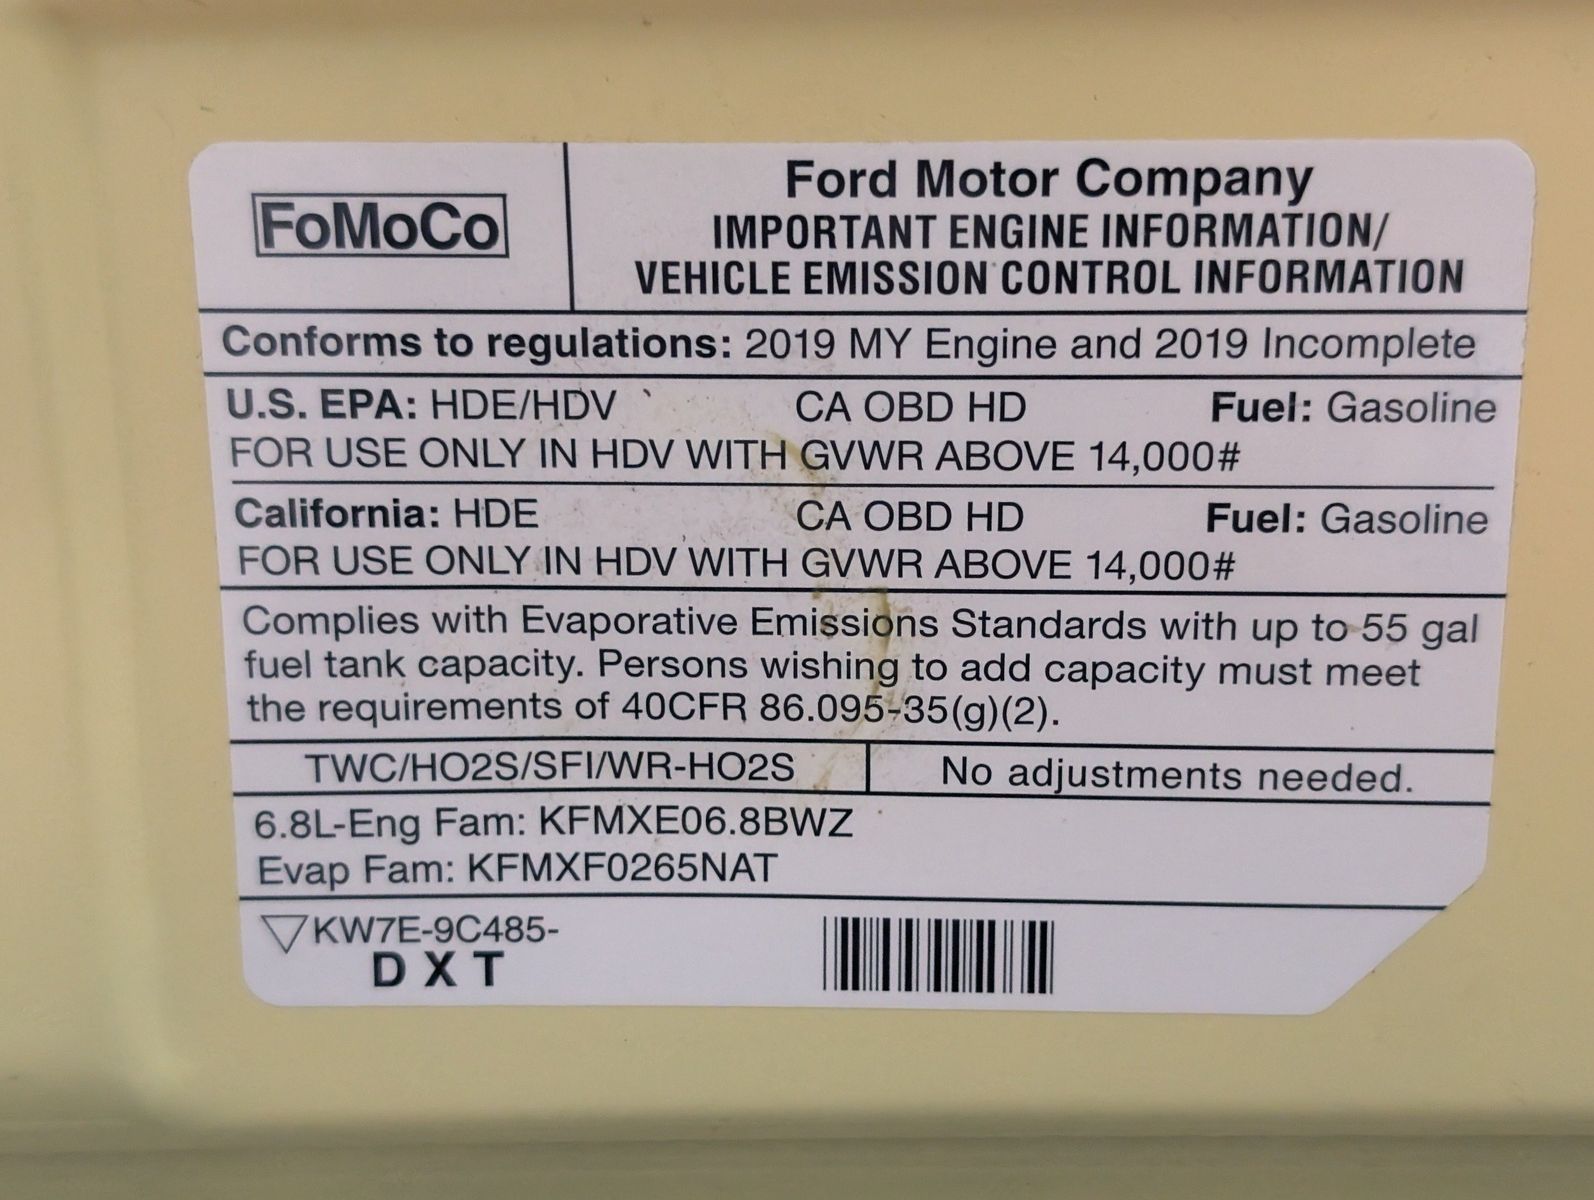 FoMoCo
Ford Motor Company
IMPORTANT ENGINE INFORMATION/
VEHICLE EMISSION CONTROL INFORMATION
Conforms to regulations: 2019 MY Engine and 2019 Incomplete
U.S. EPA: HDE/HDV CA OBD HD Fuel: Gasoline
FOR USE ONLY IN HDV WITH GVWR ABOVE 14,000#
California: HDE CA OBD HD Fuel: Gasoline
FOR USE ONLY IN HDV WITH GVWR ABOVE 14,000#
Complies with Evaporative Emissions Standards with up to 55 gal
fuel tank capacity. Persons wishing to add capacity must meet
the requirements of 40CFR 86.095-35(g)(2).
TWC/HO2S/SFI/WR-HO2S No adjustments needed.
6.8L-Eng Fam: KFMXE06.8BWZ
Evap Fam: KFMXF0265NAT
KW7E-9C485-
D X T